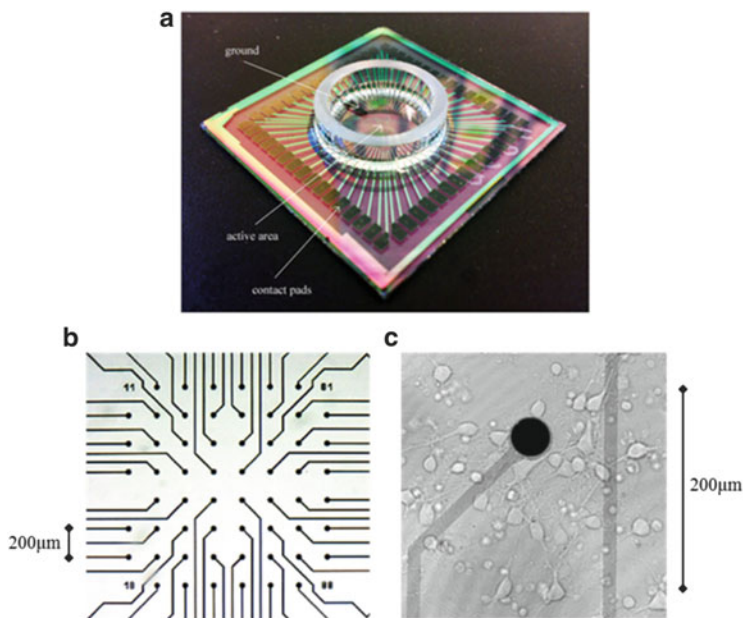 a
ground
active area
contact pads
b
c
11
81
200μm
200μm
18
88